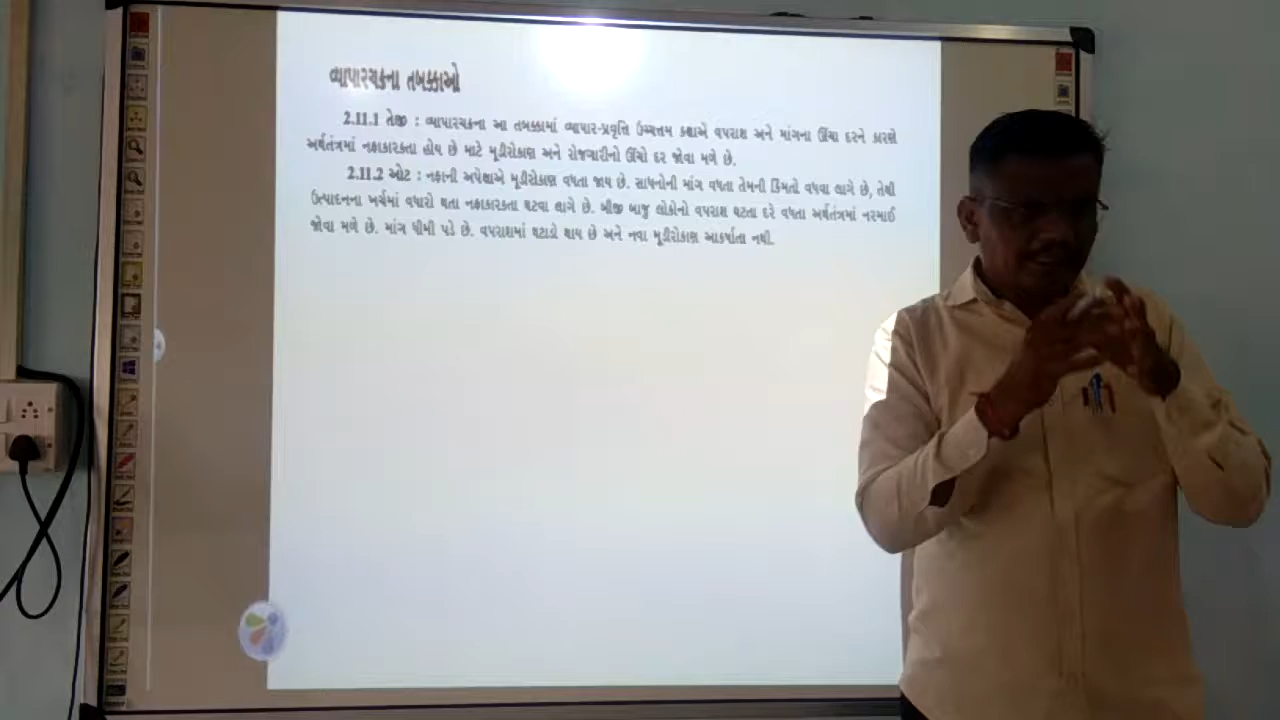 વ્યાપારચક્રના તબક્કાઓ
2.11.1 તેજી : વ્યાપારચક્રના આ તબક્કામાં વ્યાપાર-પ્રવૃત્તિ ઉચ્ચતમ કક્ષાએ વપરાશ અને માંગના ઊંચા દરને કારણે
અર્થતંત્રમાં નફાકારકતા હોય છે માટે મૂડીરોકાણ અને રોજગારીનો ઊંચો દર જોવા મળે છે.
2.11.2 ઓટ : નફાની અપેક્ષાએ મૂડીરોકાણ વધતા જાય છે. સાધનોની માંગ વધતા તેમની કિંમતો વધવા લાગે છે, તેથી
ઉત્પાદનના ખર્ચમાં વધારો થતા નફાકારકતા ઘટવા લાગે છે. બીજી બાજુ લોકોનો વપરાશ ઘટતા દરે વધતા અર્થતંત્રમાં નરમાઈ
જોવા મળે છે. માંગ ધીમી પડે છે. વપરાશમાં ઘટાડો થાય છે અને નવા મૂડીરોકાણ આકર્ષાતા નથી.